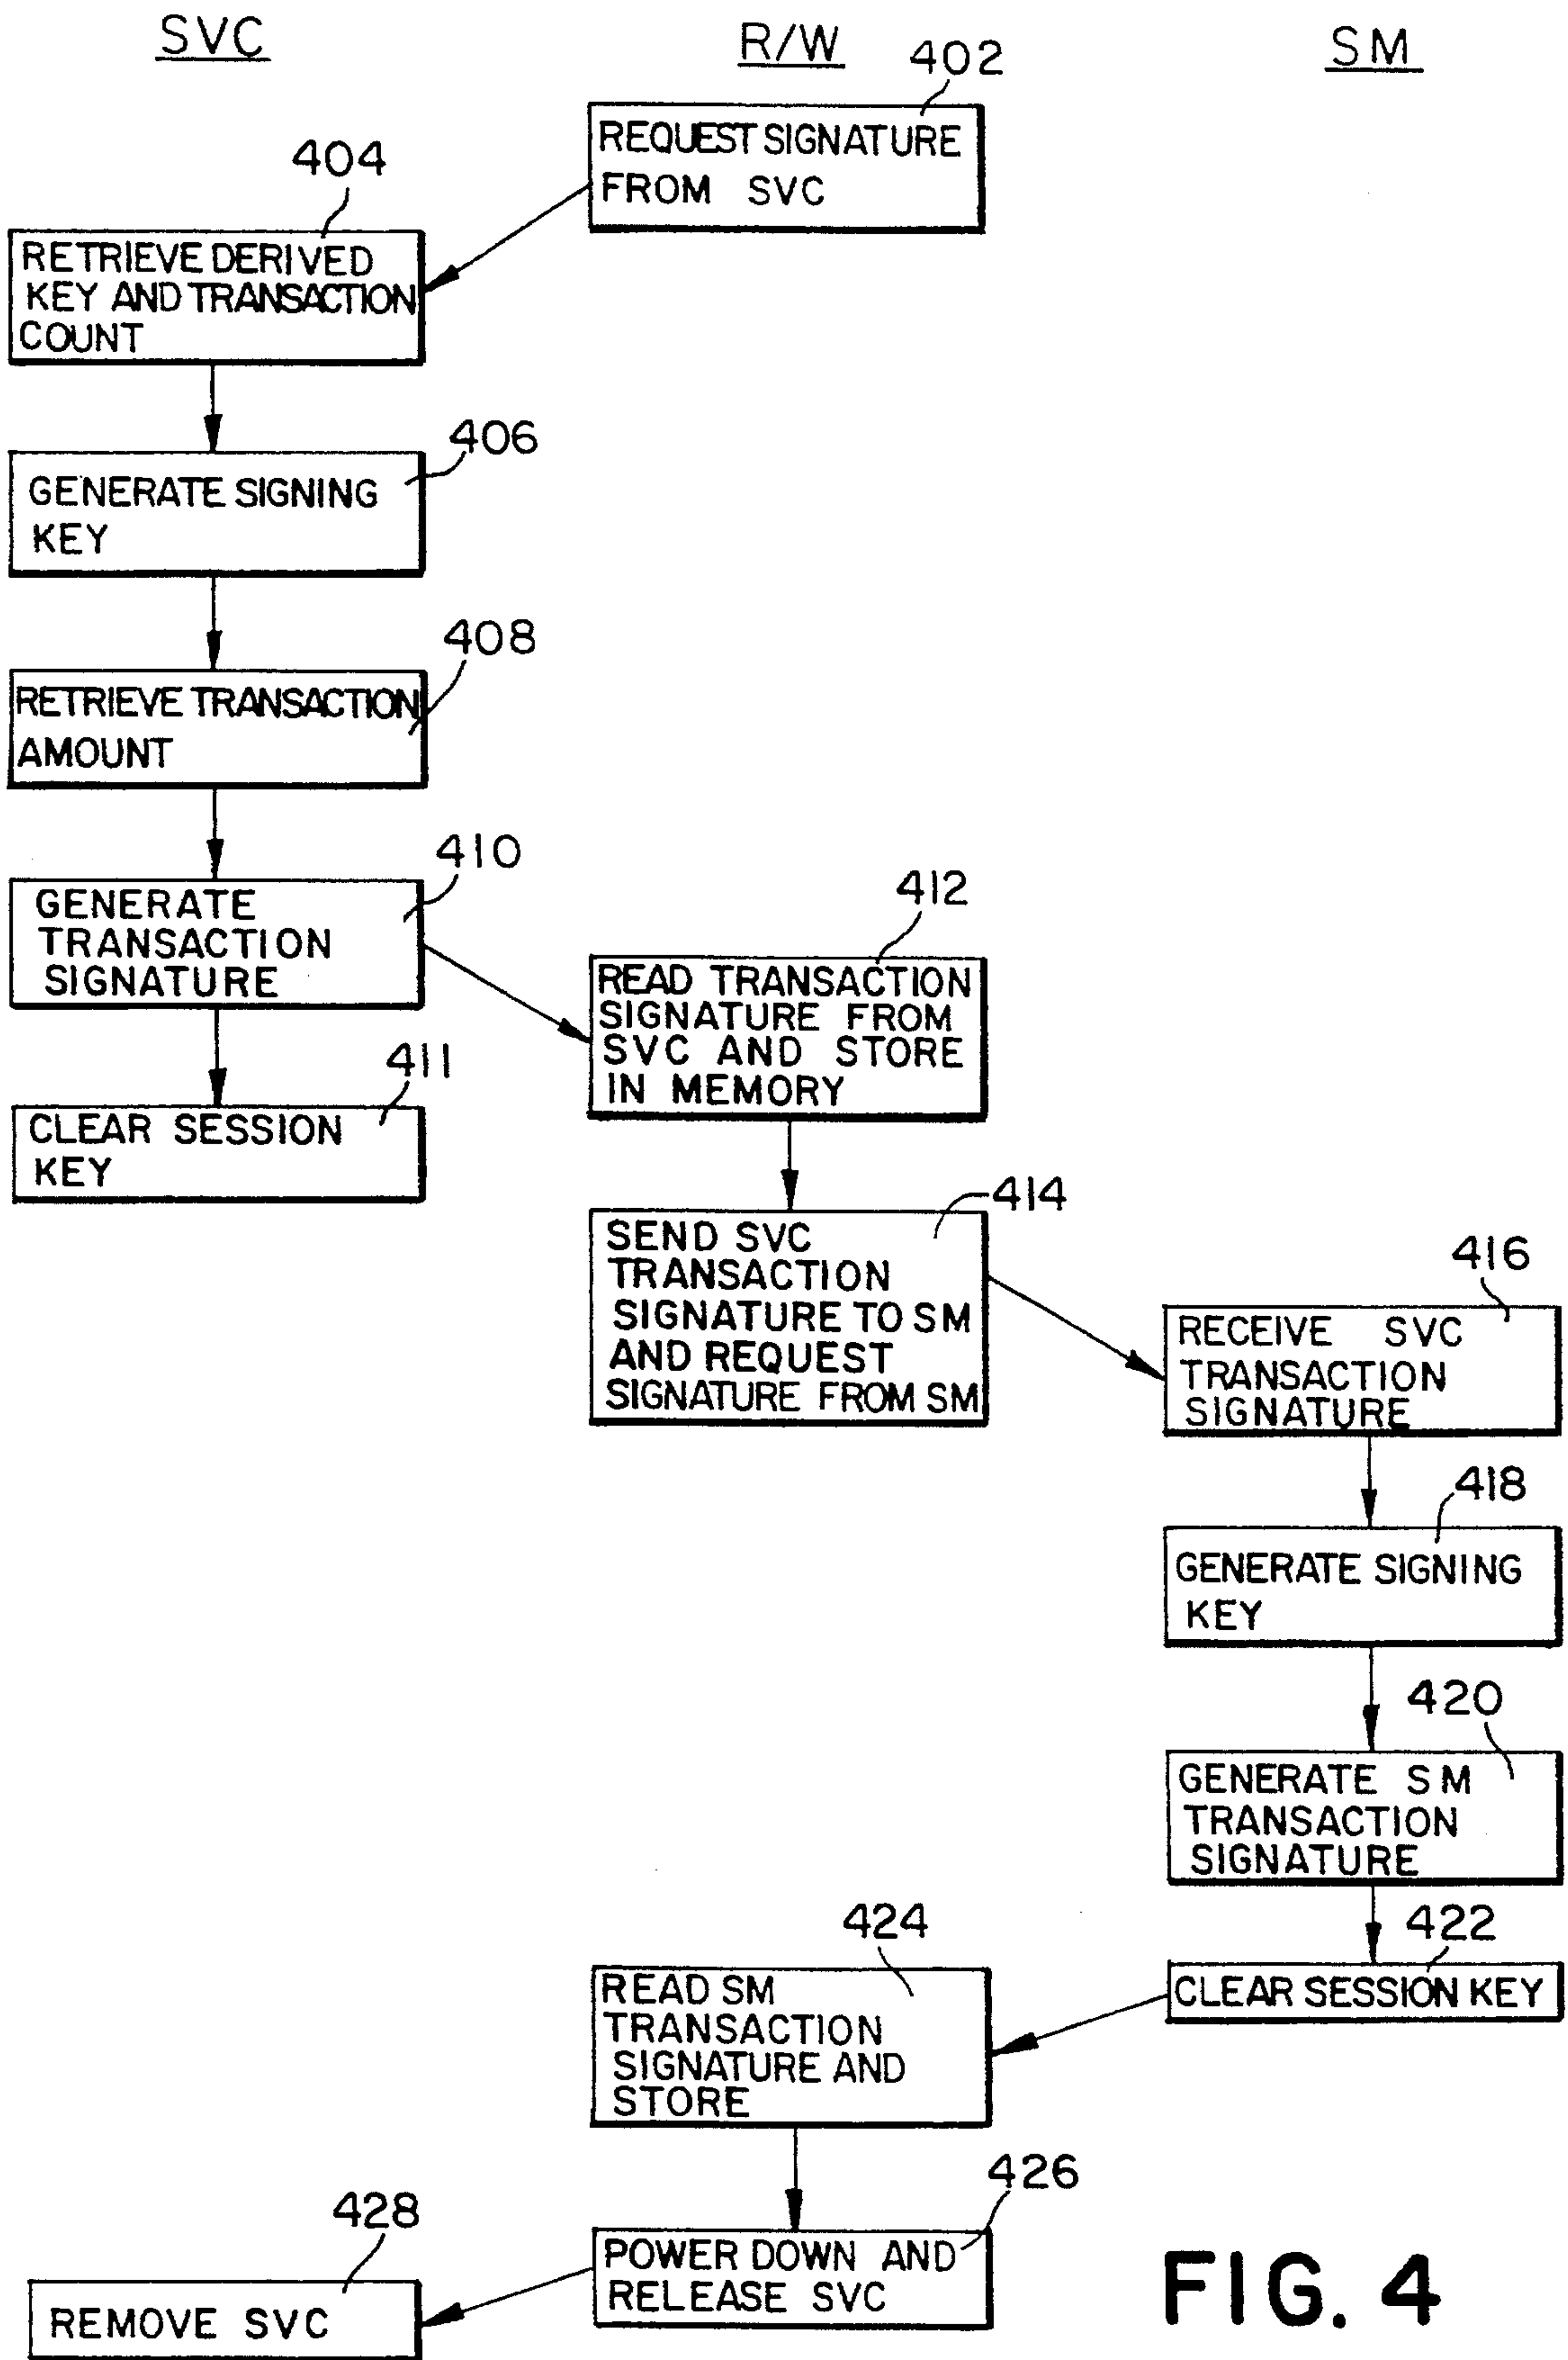 SVC
R/W
SM
402
REQUEST SIGNATURE
FROM SVC
404
RETRIEVE DERIVED
KEY AND TRANSACTION
COUNT
406
GENERATE SIGNING
KEY
408
RETRIEVE TRANSACTION
AMOUNT
410
GENERATE
TRANSACTION
SIGNATURE
411
CLEAR SESSION
KEY
412
READ TRANSACTION
SIGNATURE FROM
SVC AND STORE
IN MEMORY
414
SEND SVC
TRANSACTION
SIGNATURE TO SM
AND REQUEST
SIGNATURE FROM SM
416
RECEIVE SVC
TRANSACTION
SIGNATURE
418
GENERATE SIGNING
KEY
420
GENERATE SM
TRANSACTION
SIGNATURE
422
CLEAR SESSION KEY
424
READ SM
TRANSACTION
SIGNATURE AND
STORE
426
POWER DOWN AND
RELEASE SVC
428
REMOVE SVC
FIG. 4